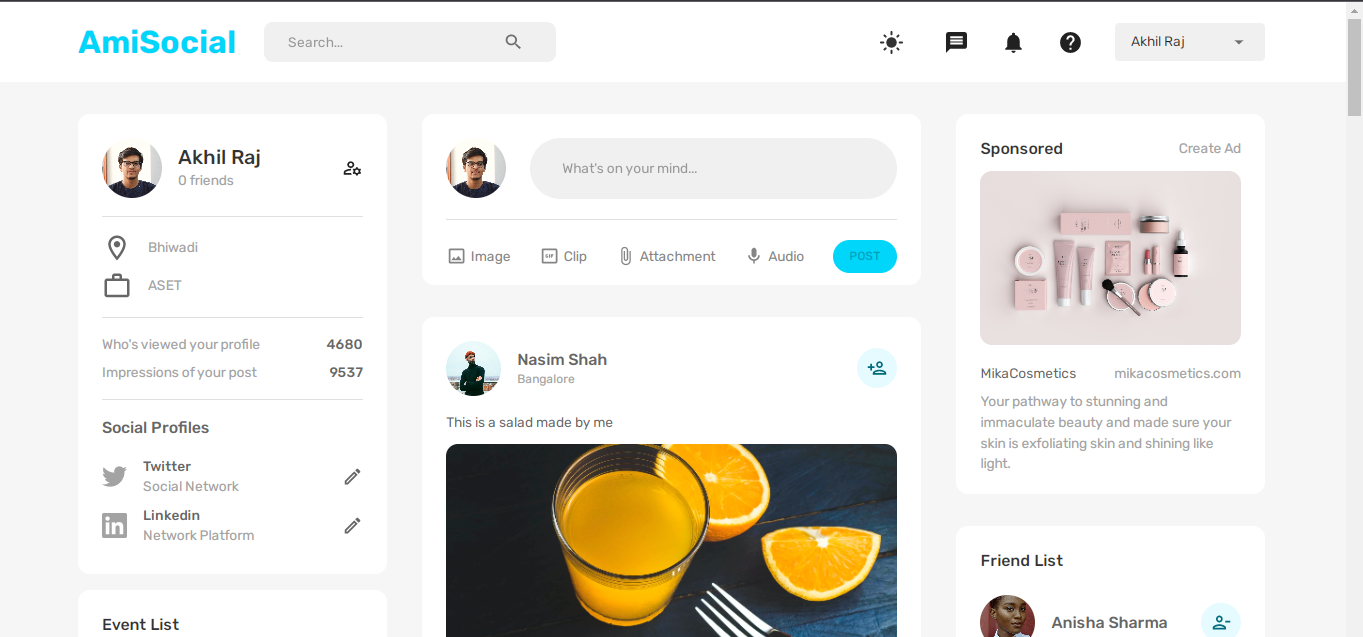 AmiSocial
Search...
Akhil Raj
Akhil Raj
0 friends
Bhiwadi
ASET
Who's viewed your profile 4680
Impressions of your post 9537
Social Profiles
Twitter
Social Network
Linkedin
Network Platform
Event List
What's on your mind...
Image GIF Clip Attachment Audio POST
Nasim Shah
Bangalore
This is a salad made by me
Sponsored Create Ad
MikaCosmetics mikacosmetics.com
Your pathway to stunning and
immaculate beauty and made sure your
skin is exfoliating skin and shining like
light.
Friend List
Anisha Sharma